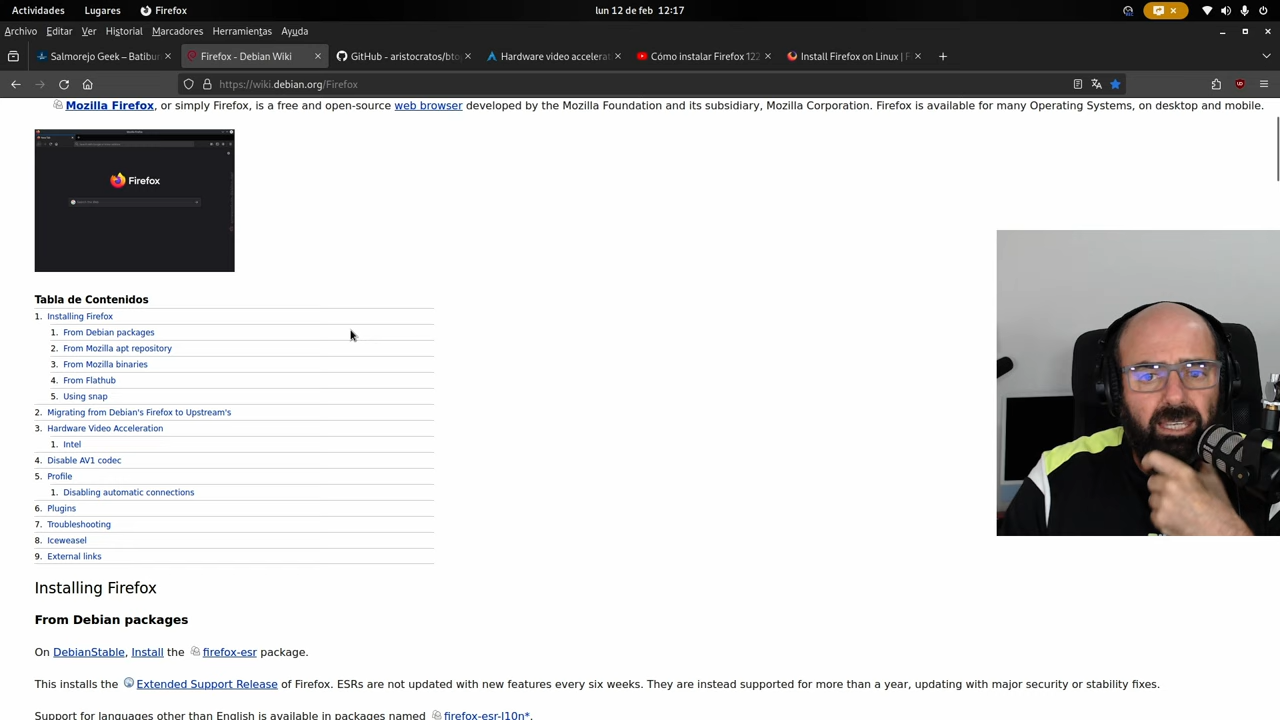 Actividades Lugares Firefox lun 12 de feb 12:17
Archivo Editar Ver Historial Marcadores Herramientas Ayuda
Salmorejo Geek – Batibur Firefox - Debian Wiki GitHub - aristocratos/bto Hardware video accelerat Cómo instalar Firefox 122 Install Firefox on Linux | F
https://wiki.debian.org/Firefox
Mozilla Firefox, or simply Firefox, is a free and open-source web browser developed by the Mozilla Foundation and its subsidiary, Mozilla Corporation. Firefox is available for many Operating Systems, on desktop and mobile.
Firefox
Tabla de Contenidos
1. Installing Firefox
1. From Debian packages
2. From Mozilla apt repository
3. From Mozilla binaries
4. From Flathub
5. Using snap
2. Migrating from Debian's Firefox to Upstream's
3. Hardware Video Acceleration
1. Intel
4. Disable AV1 codec
5. Profile
1. Disabling automatic connections
6. Plugins
7. Troubleshooting
8. Iceweasel
9. External links
Installing Firefox
From Debian packages
On DebianStable, Install the firefox-esr package.
This installs the Extended Support Release of Firefox. ESRs are not updated with new features every six weeks. They are instead supported for more than a year, updating with major security or stability fixes.
Support for languages other than English is available in packages named firefox-esr-l10n*.